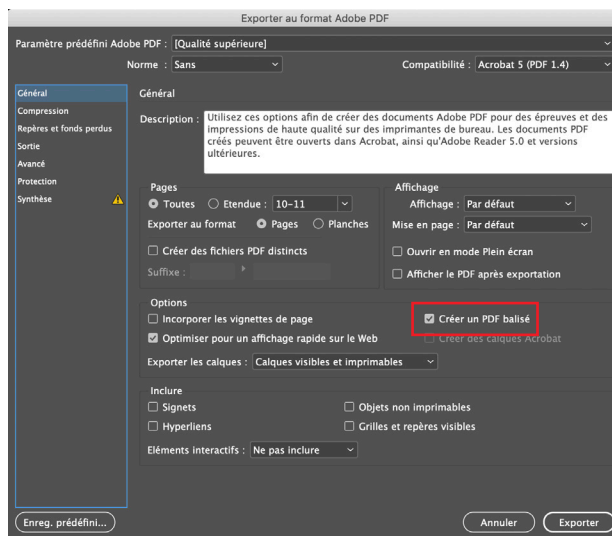 Exporter au format Adobe PDF
Paramètre prédéfini Adobe PDF : [Qualité supérieure]
Norme : Sans Compatibilité : Acrobat 5 (PDF 1.4)
Général
Compression
Repères et fonds perdus
Sortie
Avancé
Protection
Synthèse
Général
Description : Utilisez ces options afin de créer des documents Adobe PDF pour des épreuves et des
impressions de haute qualité sur des imprimantes de bureau. Les documents PDF
créés peuvent être ouverts dans Acrobat, ainsi qu'Adobe Reader 5.0 et versions
ultérieures.
Pages
Toutes Etendue : 10-11
Exporter au format Pages Planches
Créer des fichiers PDF distincts
Suffixe :
Affichage
Affichage : Par défaut
Mise en page : Par défaut
Ouvrir en mode Plein écran
Afficher le PDF après exportation
Options
Incorporer les vignettes de page Créer un PDF balisé
Optimiser pour un affichage rapide sur le Web Créer des calques Acrobat
Exporter les calques : Calques visibles et imprimables
Inclure
Signets Objets non imprimables
Hyperliens Grilles et repères visibles
Eléments interactifs : Ne pas inclure
Enreg. prédéfini... Annuler Exporter